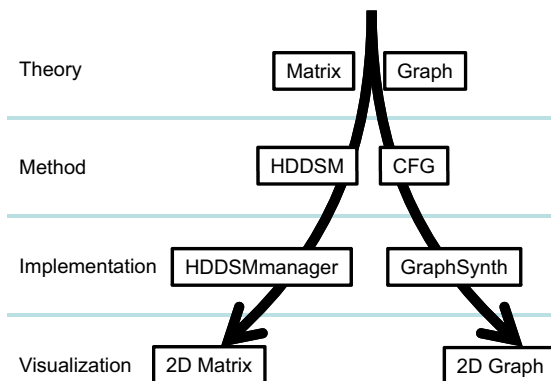 Theory Matrix Graph
Method HDDSM CFG
Implementation HDDSMmanager GraphSynth
Visualization 2D Matrix 2D Graph